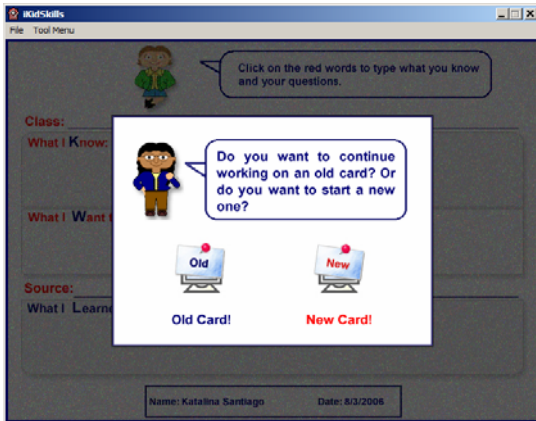 iKidSkills
File Tool Menu
Click on the red words to type what you know
and your questions.
Class:
What I Know:
Do you want to continue
working on an old card? Or
do you want to start a new
one?
What I Want t
Old
New
Source:
What I Learne
Old Card!
New Card!
Name: Katalina Santiago Date: 8/3/2006